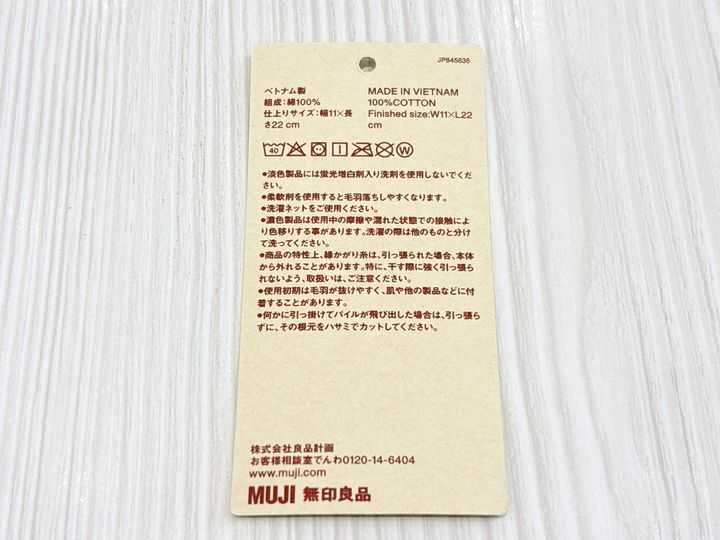 JP845635
ベトナム製
組成:綿100%
仕上りサイズ:幅11×長
さ22 cm
MADE IN VIETNAM
100%COTTON
Finished size:W11×L22
cm
40 W
●淡色製品には蛍光増白剤入り洗剤を使用しないでくだ
さい。
●柔軟剤を使用すると毛羽落ちしやすくなります。
●洗濯ネットをご使用ください。
●濃色製品は使用中の摩擦や濡れた状態での接触によ
り色移りする事があります。洗濯の際は他のものと分け
て洗ってください。
●商品の特性上、縁かがり糸は、引っ張られた場合、本体
から外れることがあります。特に、干す際に強く引っ張ら
れないよう、取扱いは、ご注意ください。
●使用初期は毛羽が抜けやすく、肌や他の製品などに付
着することがあります。
●何かに引っ掛けてパイルが飛び出した場合は、引っ張ら
ずに、その根元をハサミでカットしてください。
株式会社良品計画
お客様相談室でんわ0120-14-6404
www.muji.com
MUJI 無印良品